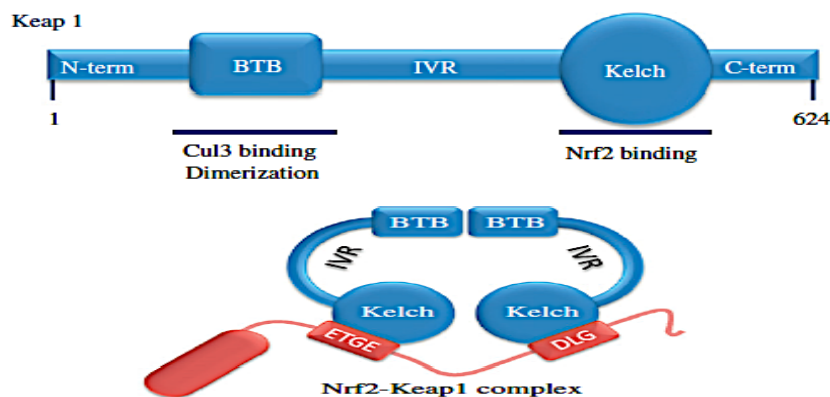 Keap 1
N-term BTB IVR Kelch C-term
1 624
Cul3 binding Nrf2 binding
Dimerization
BTB BTB
IVR IVR
Kelch Kelch
ETGE DLG
Nrf2-Keap1 complex